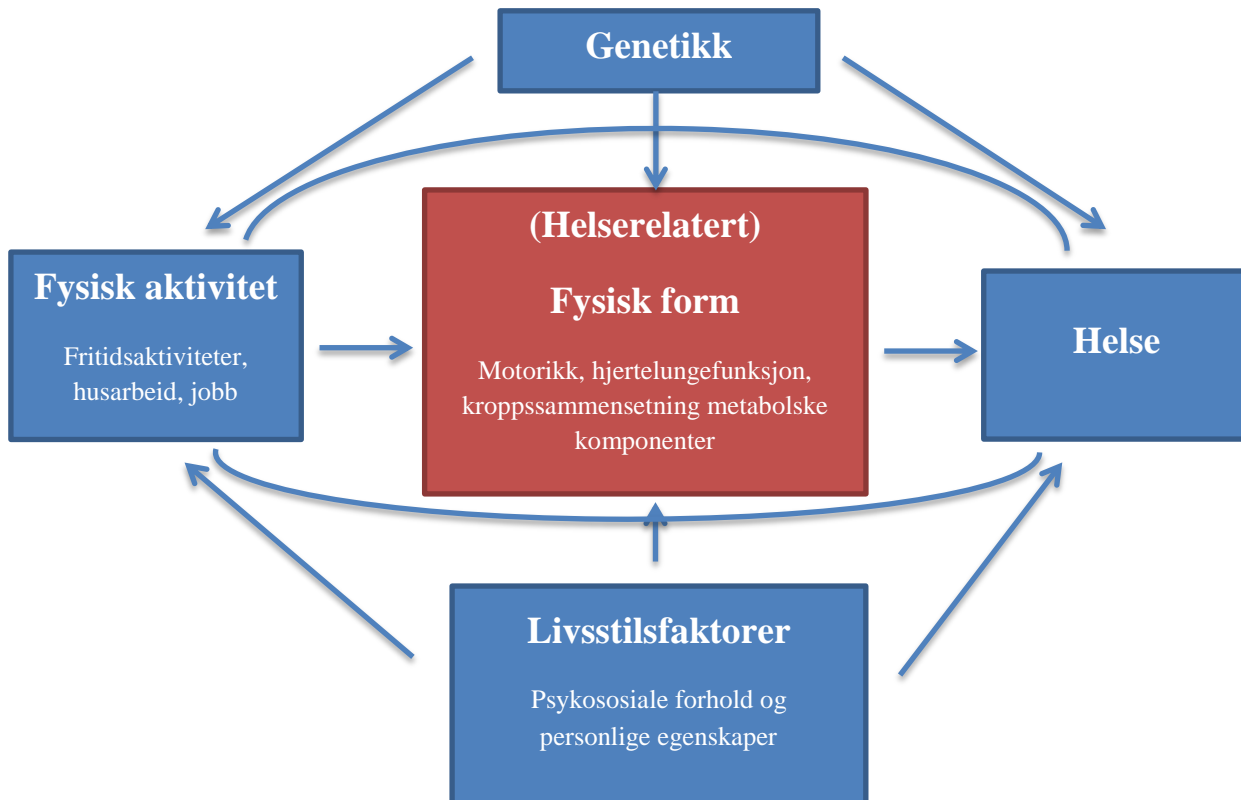 Genetikk
(Helserelatert)
Fysisk form
Motorikk, hjertelungefunksjon,
kroppssammensetning metabolske
komponenter
Fysisk aktivitet
Fritidsaktiviteter,
husarbeid, jobb
Helse
Livsstilsfaktorer
Psykososiale forhold og
personlige egenskaper